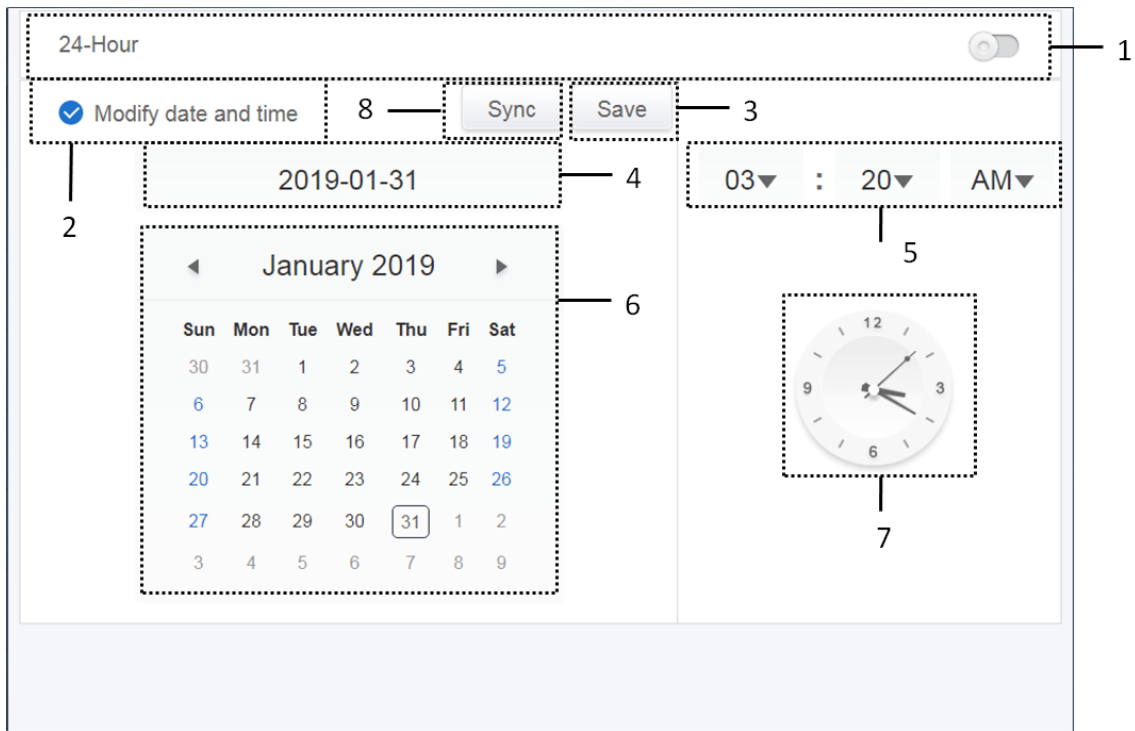 24-Hour 1
Modify date and time 8 Sync Save 3
2019-01-31 4 03 : 20 AM
2 5
January 2019 6
Sun Mon Tue Wed Thu Fri Sat
30 31 1 2 3 4 5
6 7 8 9 10 11 12
13 14 15 16 17 18 19
20 21 22 23 24 25 26
27 28 29 30 31 1 2
3 4 5 6 7 8 9
12
9 3
6
7